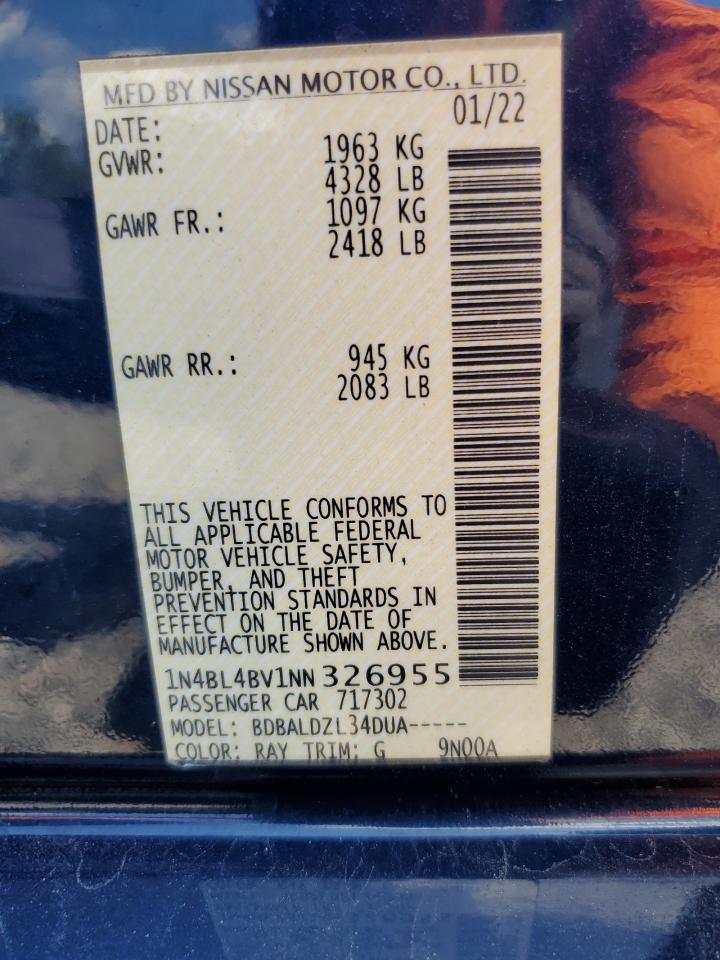 MFD BY NISSAN MOTOR CO., LTD.
DATE: 01/22
GVWR: 1963 KG
4328 LB
GAWR FR.: 1097 KG
2418 LB
GAWR RR.: 945 KG
2083 LB
THIS VEHICLE CONFORMS TO
ALL APPLICABLE FEDERAL
MOTOR VEHICLE SAFETY,
BUMPER, AND THEFT
PREVENTION STANDARDS IN
EFFECT ON THE DATE OF
MANUFACTURE SHOWN ABOVE.
1N4BL4BV1NN326955
PASSENGER CAR 717302
MODEL: BDBALDZL34DUA-----
COLOR: RAY TRIM: G 9N00A